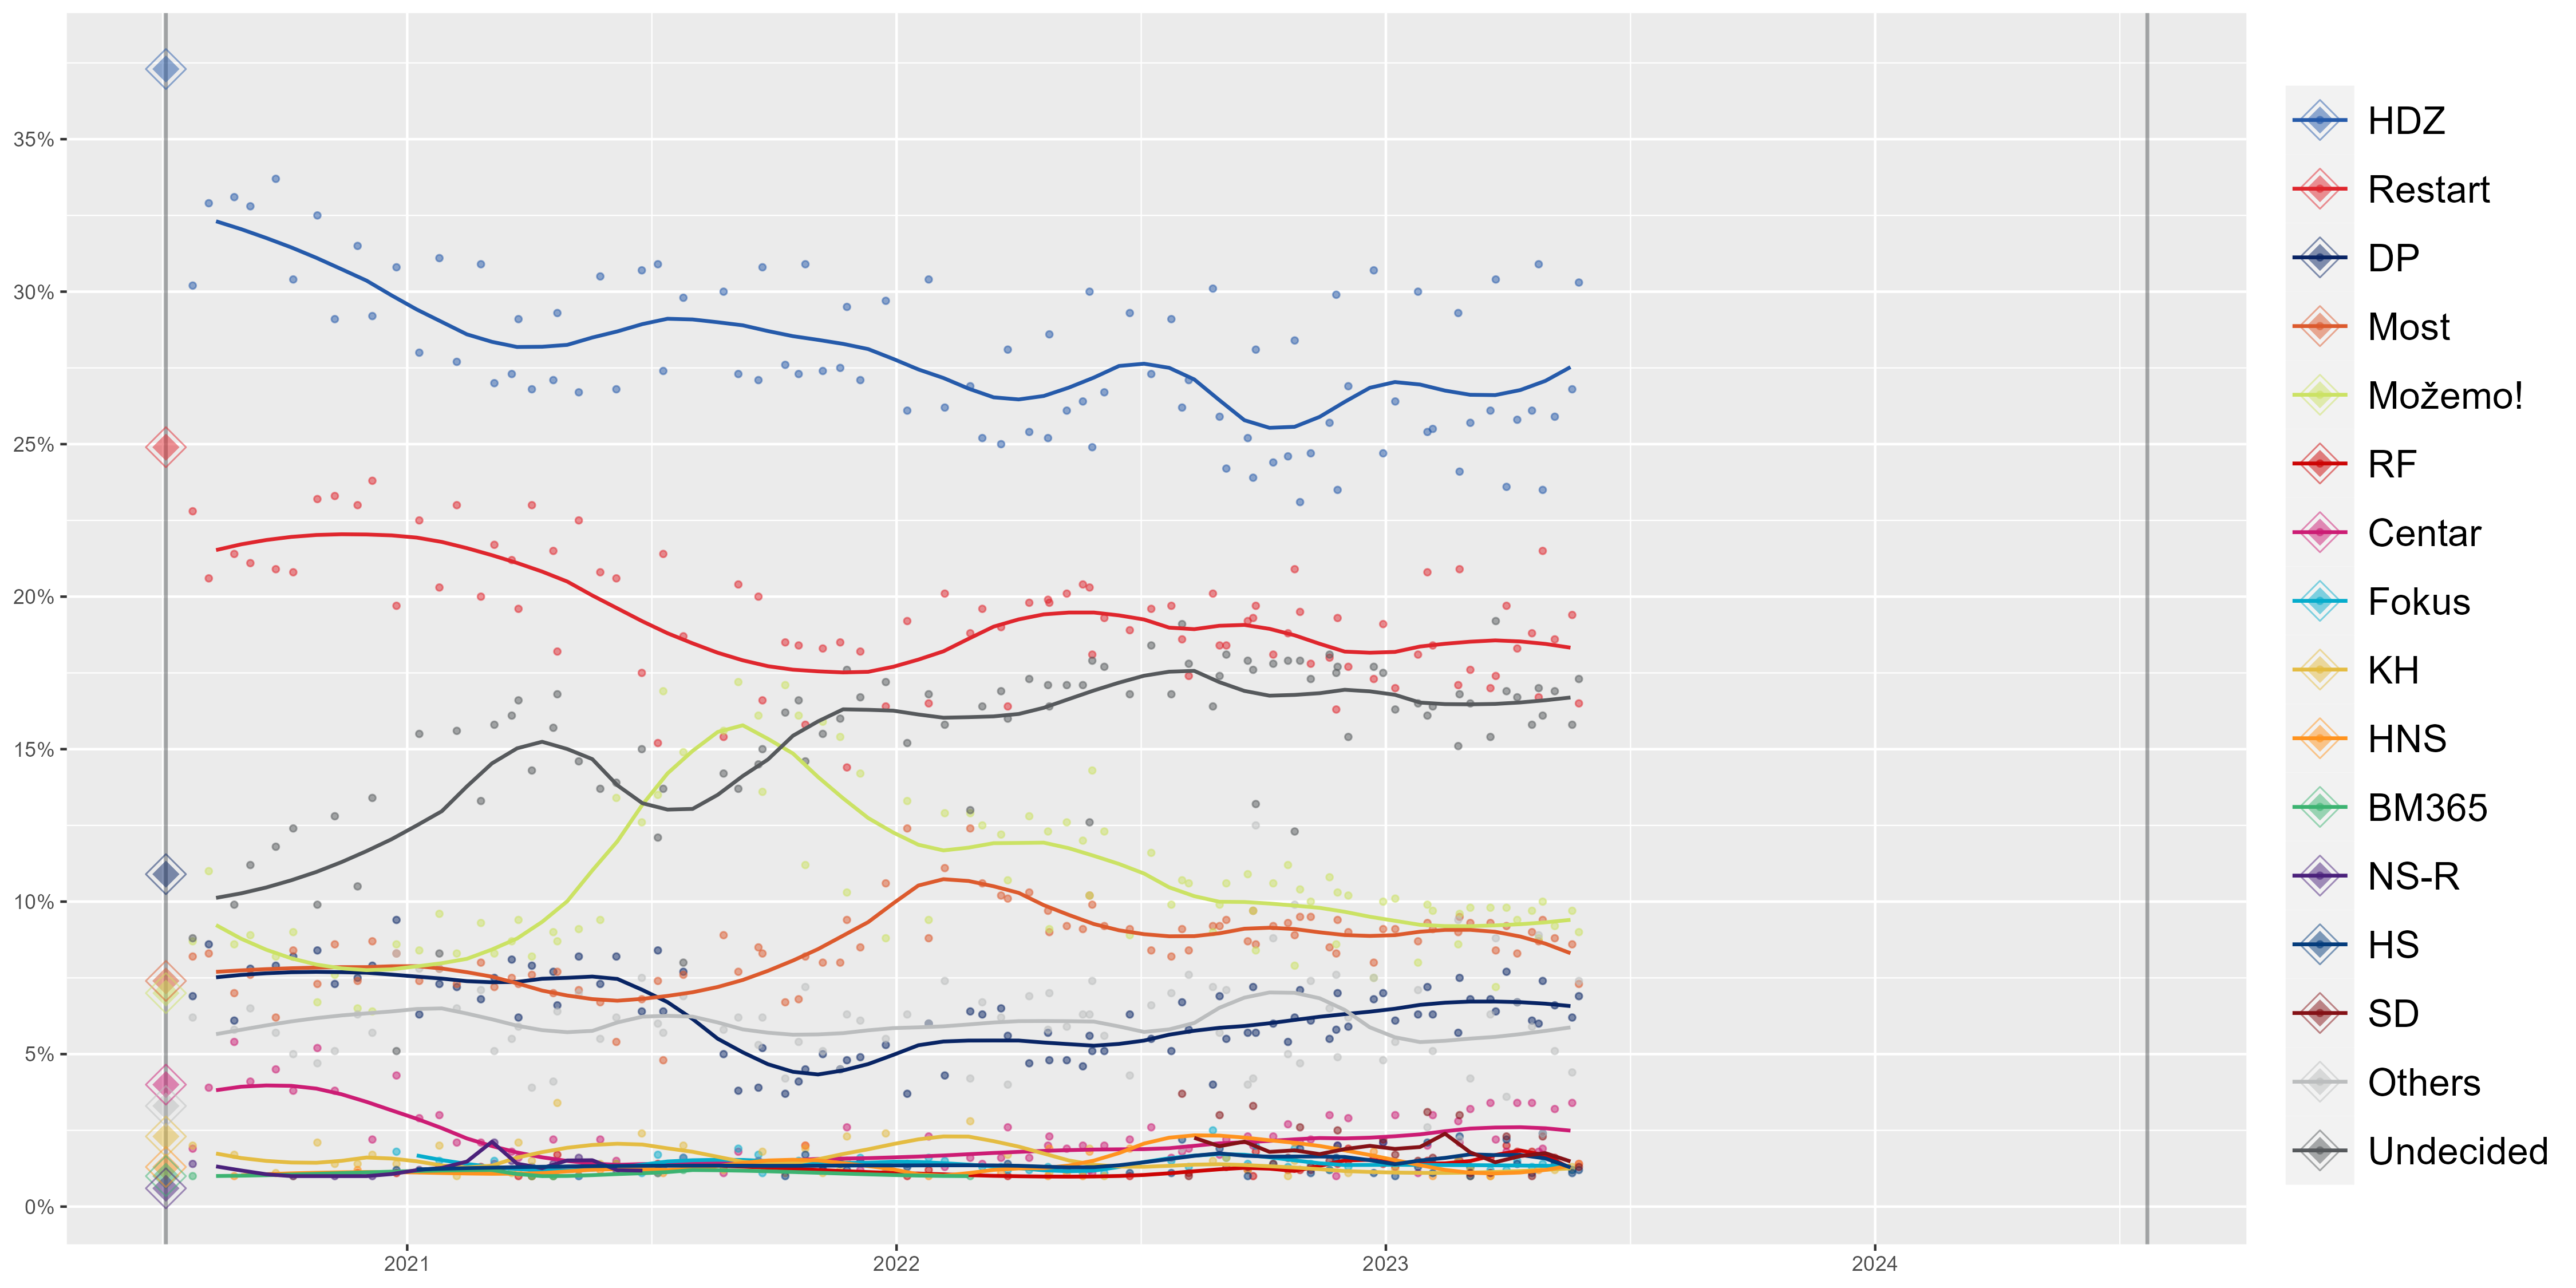 35%
30%
25%
20%
15%
10%
5%
0%
2021
2022
2023
2024
HDZ
Restart
DP
Most
Možemo!
RF
Centar
Fokus
KH
HNS
BM365
NS-R
HS
SD
Others
Undecided